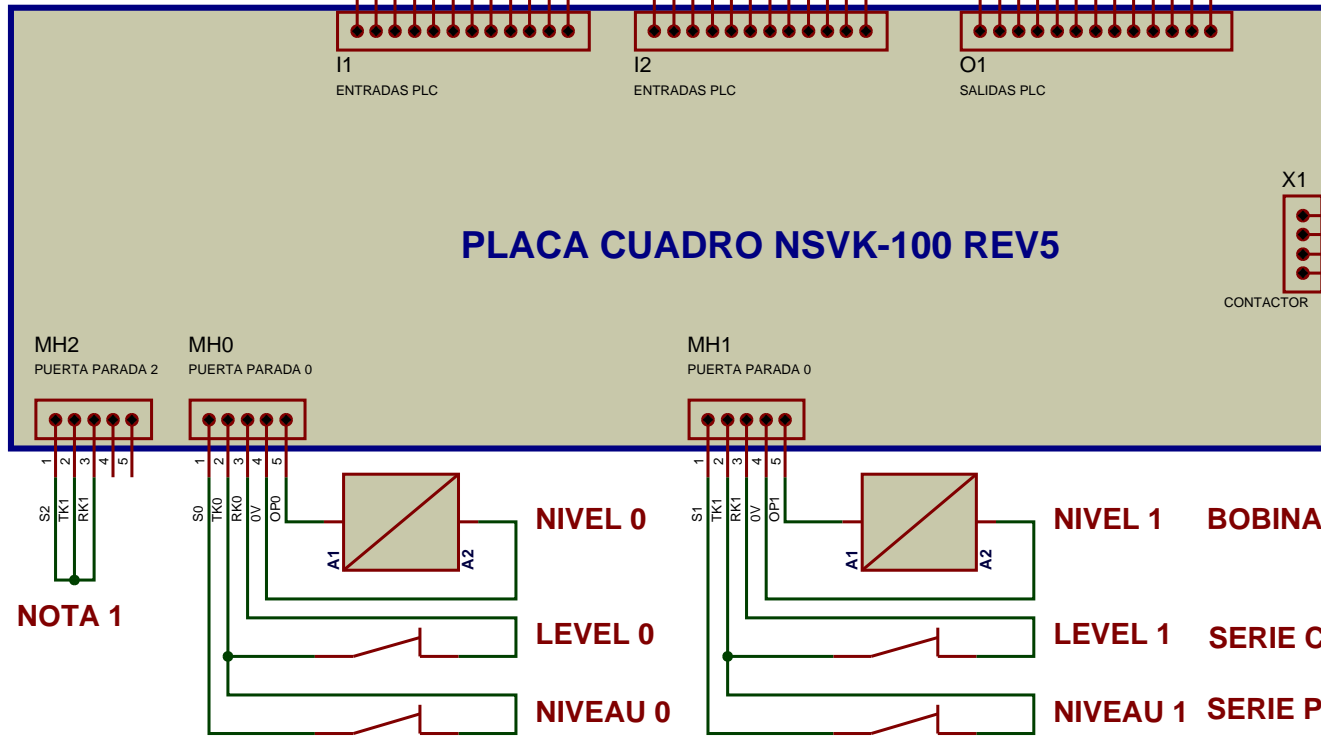 I1
ENTRADAS PLC
I2
ENTRADAS PLC
O1
SALIDAS PLC
X1
PLACA CUADRO NSVK-100 REV5
CONTACTOR
MH2
PUERTA PARADA 2
MH0
PUERTA PARADA 0
MH1
PUERTA PARADA 0
1 2 3 4 5
S2 TK1 RK1
1 2 3 4 5
S0 TK0 RK0 0V OP0
1 2 3 4 5
S1 TK1 RK1 0V OP1
A1 A2
NIVEL 0
A1 A2
NIVEL 1 BOBINA
NOTA 1
LEVEL 0
LEVEL 1 SERIE C
NIVEAU 0
NIVEAU 1 SERIE P